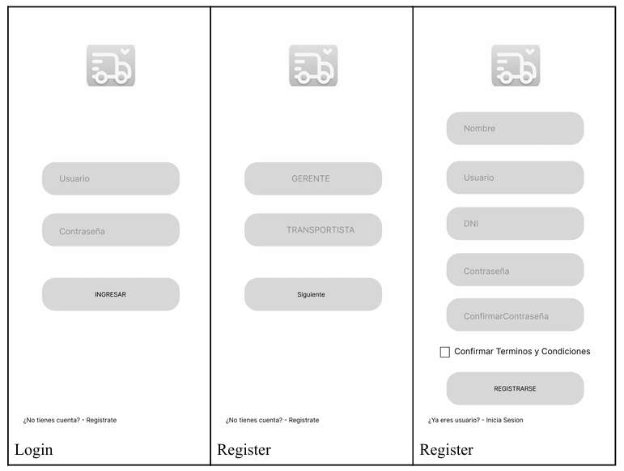 Usuario
Contraseña
INGRESAR
¿No tienes cuenta? - Registrate
Login
GERENTE
TRANSPORTISTA
Siguiente
¿No tienes cuenta? - Registrate
Register
Nombre
Usuario
DNI
Contraseña
ConfirmarContraseña
Confirmar Terminos y Condiciones
REGISTRARSE
¿Ya eres usuario? - Inicia Sesion
Register